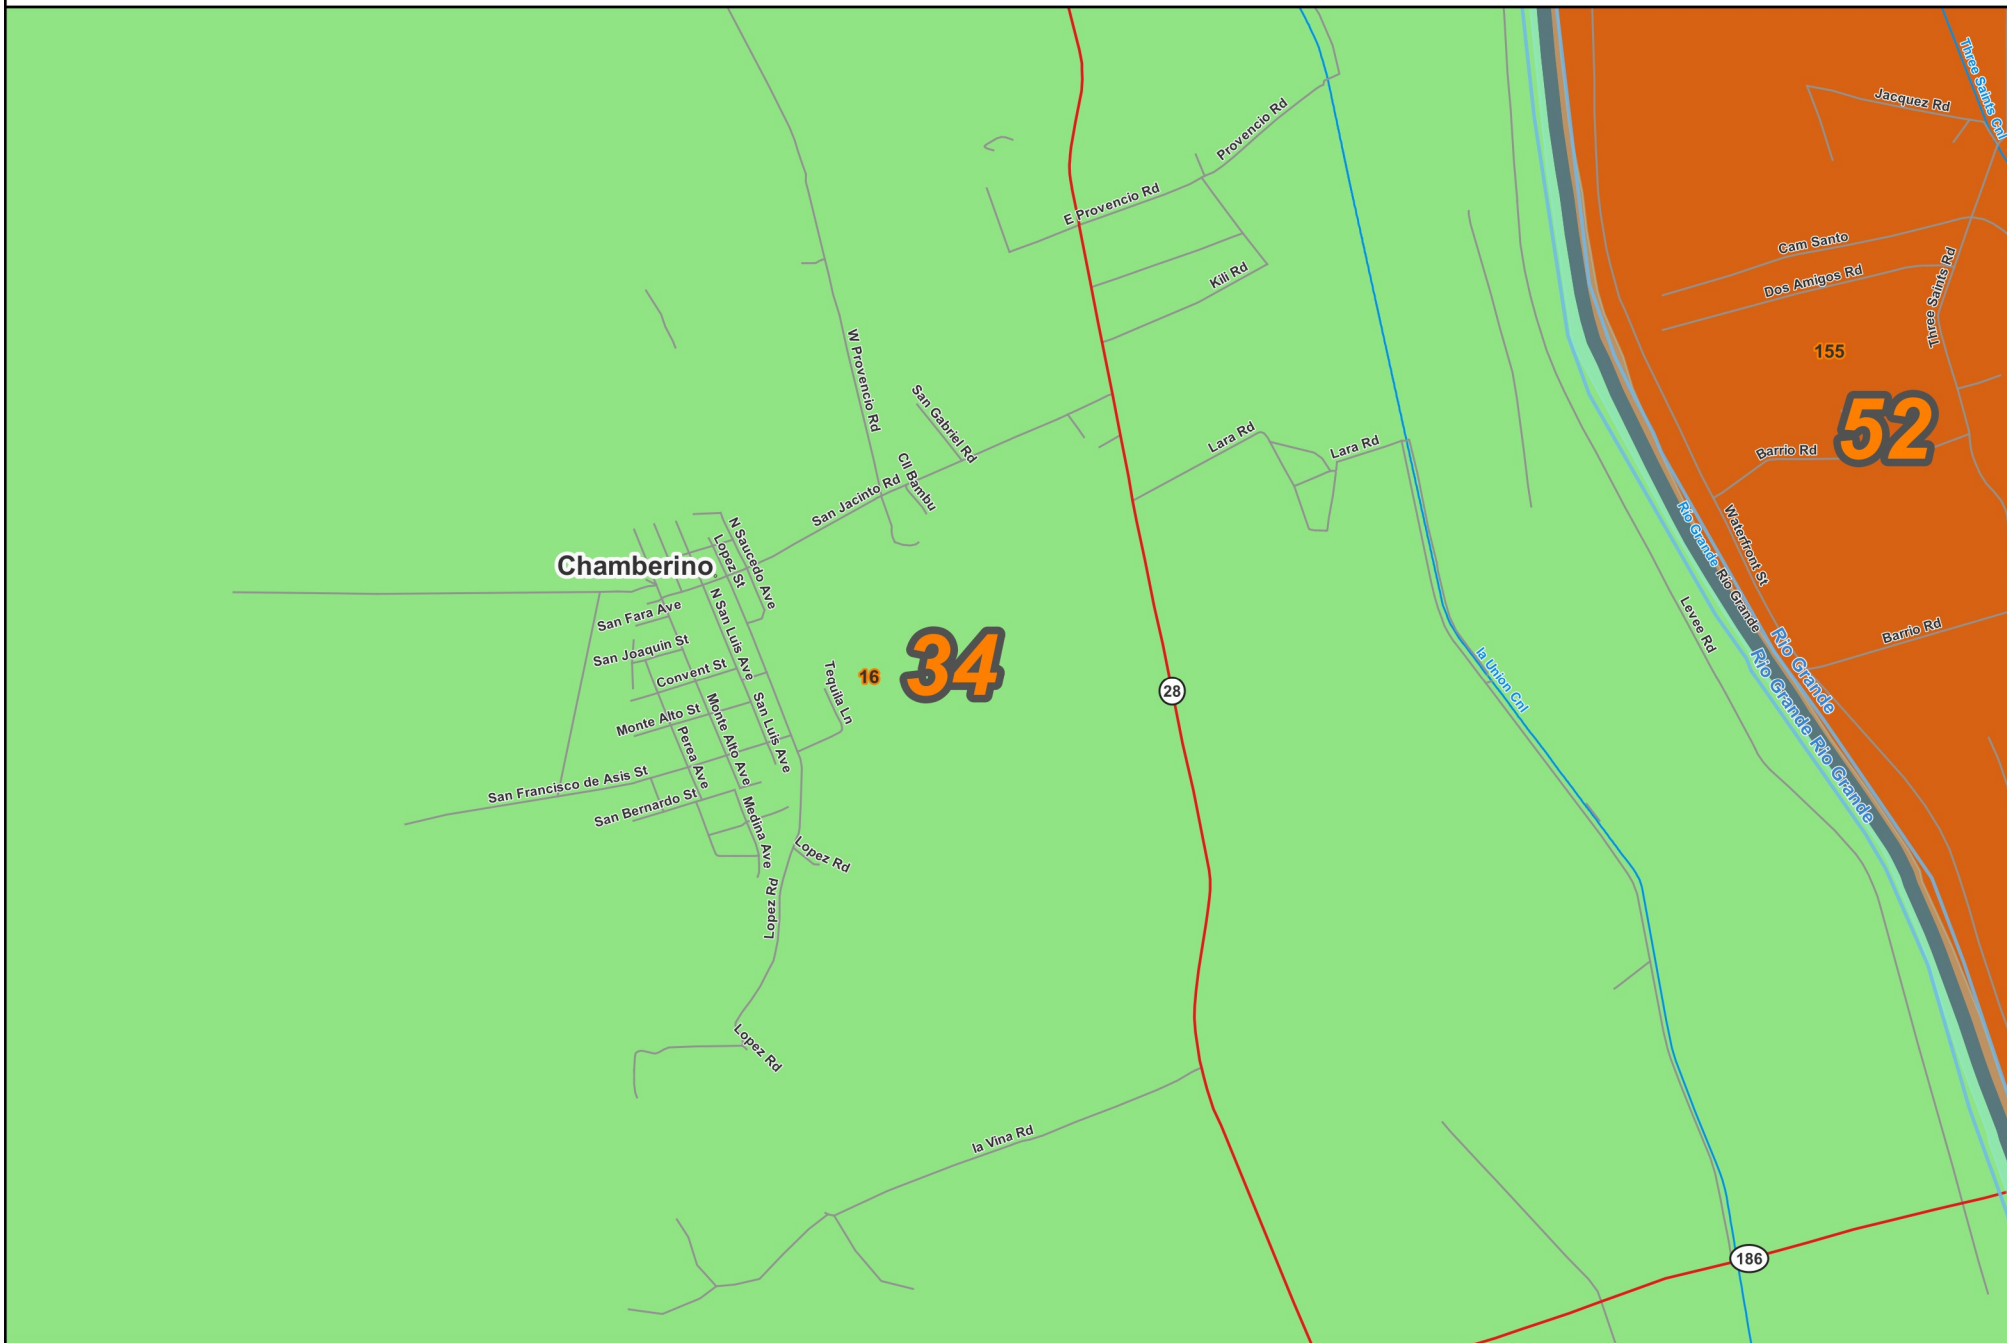 Three Saints Cnl
Jacquez Rd
Provencio Rd
E Provencio Rd
Cam Santo
Dos Amigos Rd
Three Saints Rd
Kili Rd
155
W Provencio Rd
San Gabriel Rd
52
Lara Rd
Lara Rd
Barrio Rd
Cll Bambu
San Jacinto Rd
Rio Grande
Waterfront St
N Saucedo Ave
Lopez St
Chamberino
Rio Grande
San Fara Ave
N San Luis Ave
Levee Rd
Barrio Rd
San Joaquin St
Convent St
Tequila Ln
16
34
Rio Grande
la Union Cnl
Rio Grande
28
Monte Alto St
Monte Alto Ave
San Luis Ave
Perea Ave
Rio Grande
San Francisco de Asis St
San Bernardo St
Medina Ave
Lopez Rd
Lopez Rd
Lopez Rd
la Vina Rd
186